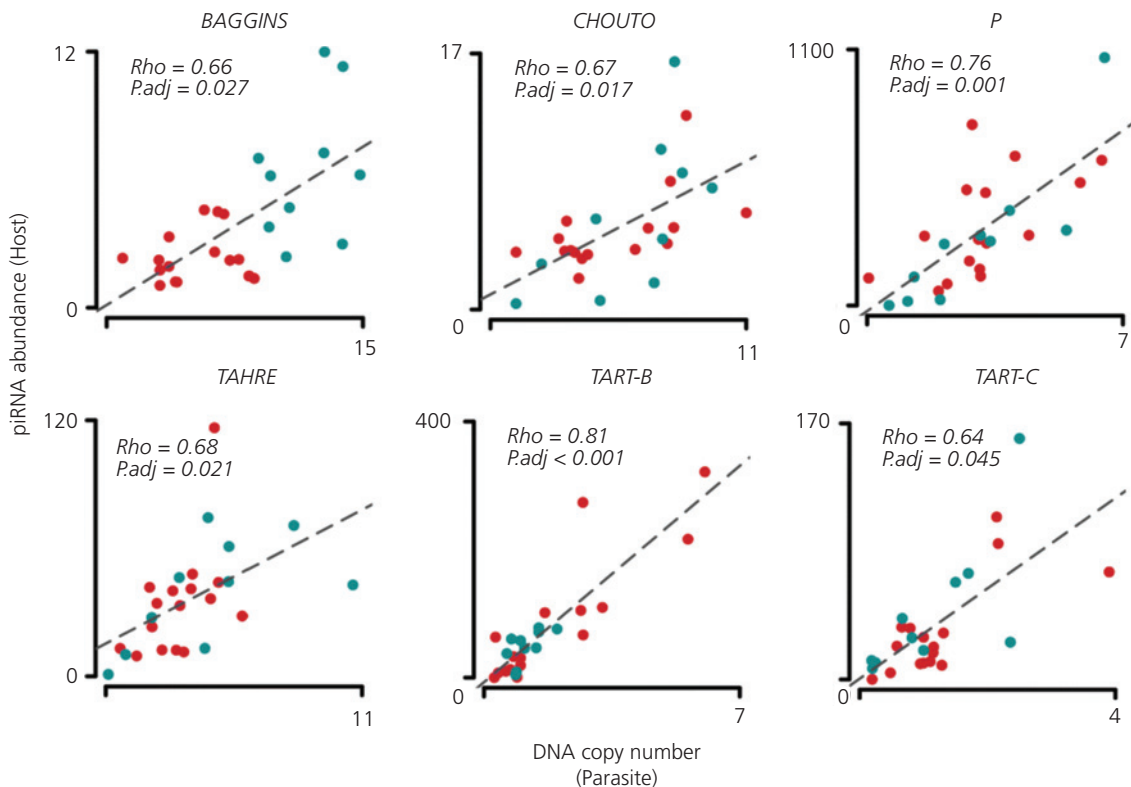 BAGGINS
12
Rho = 0.66
P.adj = 0.027
0
15
CHOUTO
17
Rho = 0.67
P.adj = 0.017
0
11
P
1100
Rho = 0.76
P.adj = 0.001
0
7
piRNA abundance (Host)
TAHRE
120
Rho = 0.68
P.adj = 0.021
0
11
TART-B
400
Rho = 0.81
P.adj < 0.001
0
7
TART-C
170
Rho = 0.64
P.adj = 0.045
0
4
DNA copy number
(Parasite)